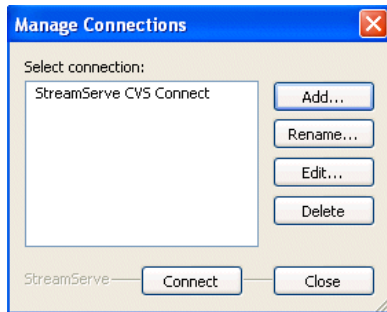 Manage Connections
Select connection:
StreamServe CVS Connect
Add...
Rename...
Edit...
Delete
StreamServe
Connect
Close